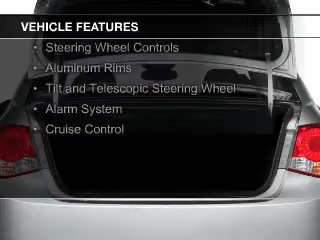 VEHICLE FEATURES
• Steering Wheel Controls
• Aluminum Rims
• Tilt and Telescopic Steering Wheel
• Alarm System
• Cruise Control